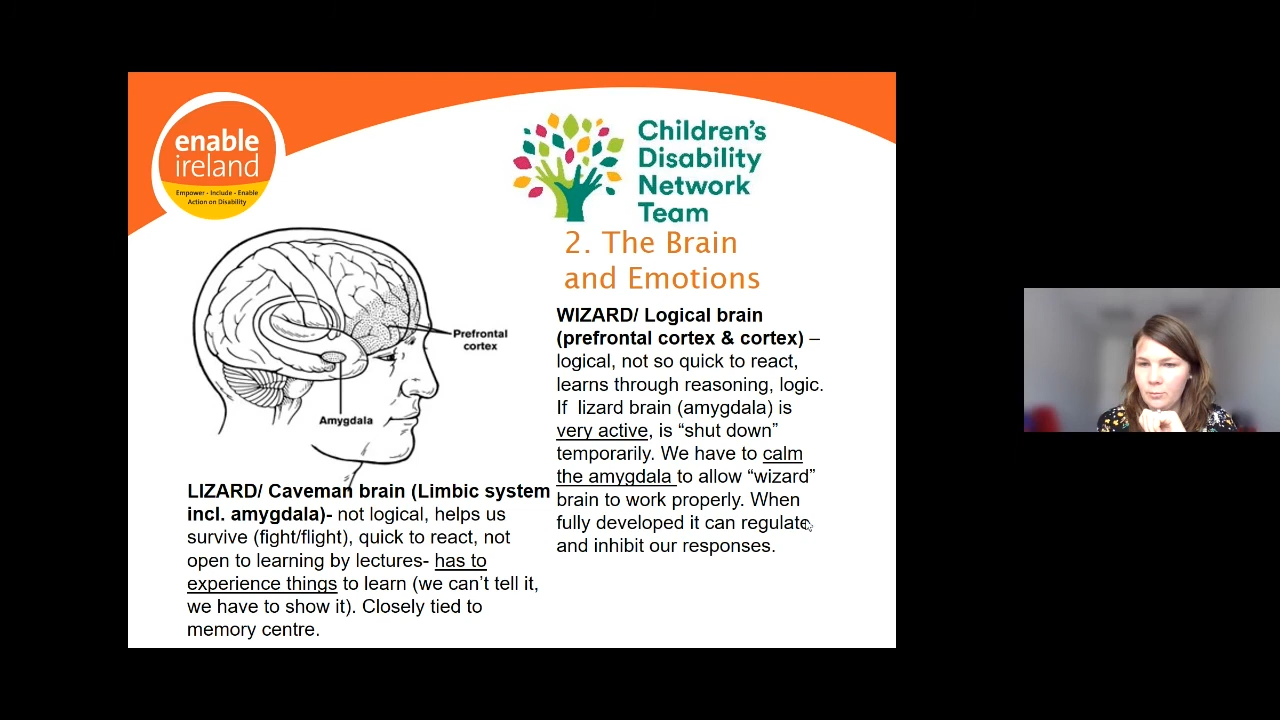 enable
ireland
Empower - Include - Enable
Action on Disability
Children's
Disability
Network
Team
2. The Brain
and Emotions
Prefrontal
cortex
Amygdala
LIZARD/ Caveman brain (Limbic system
incl. amygdala)- not logical, helps us
survive (fight/flight), quick to react, not
open to learning by lectures- has to
experience things to learn (we can't tell it,
we have to show it). Closely tied to
memory centre.
WIZARD/ Logical brain
(prefrontal cortex & cortex) –
logical, not so quick to react,
learns through reasoning, logic.
If lizard brain (amygdala) is
very active, is “shut down”
temporarily. We have to calm
the amygdala to allow “wizard”
brain to work properly. When
fully developed it can regulate
and inhibit our responses.